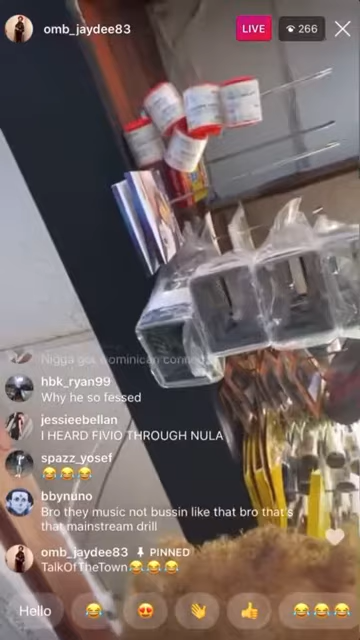 omb_jaydee83
LIVE
266
Nigga got dominican
hbk_ryan99
Why he so fessed
jessieebellan
I HEARD FIVIO THROUGH NULA
spazz_yosef
😂😂😂
bbynuno
Bro they music not bussin like that bro that's
that mainstream drill
omb_jaydee83 📌 PINNED
TalkOfTheTown😂😂😂
Hello 😂 😍 👋 👍 😂😂😂